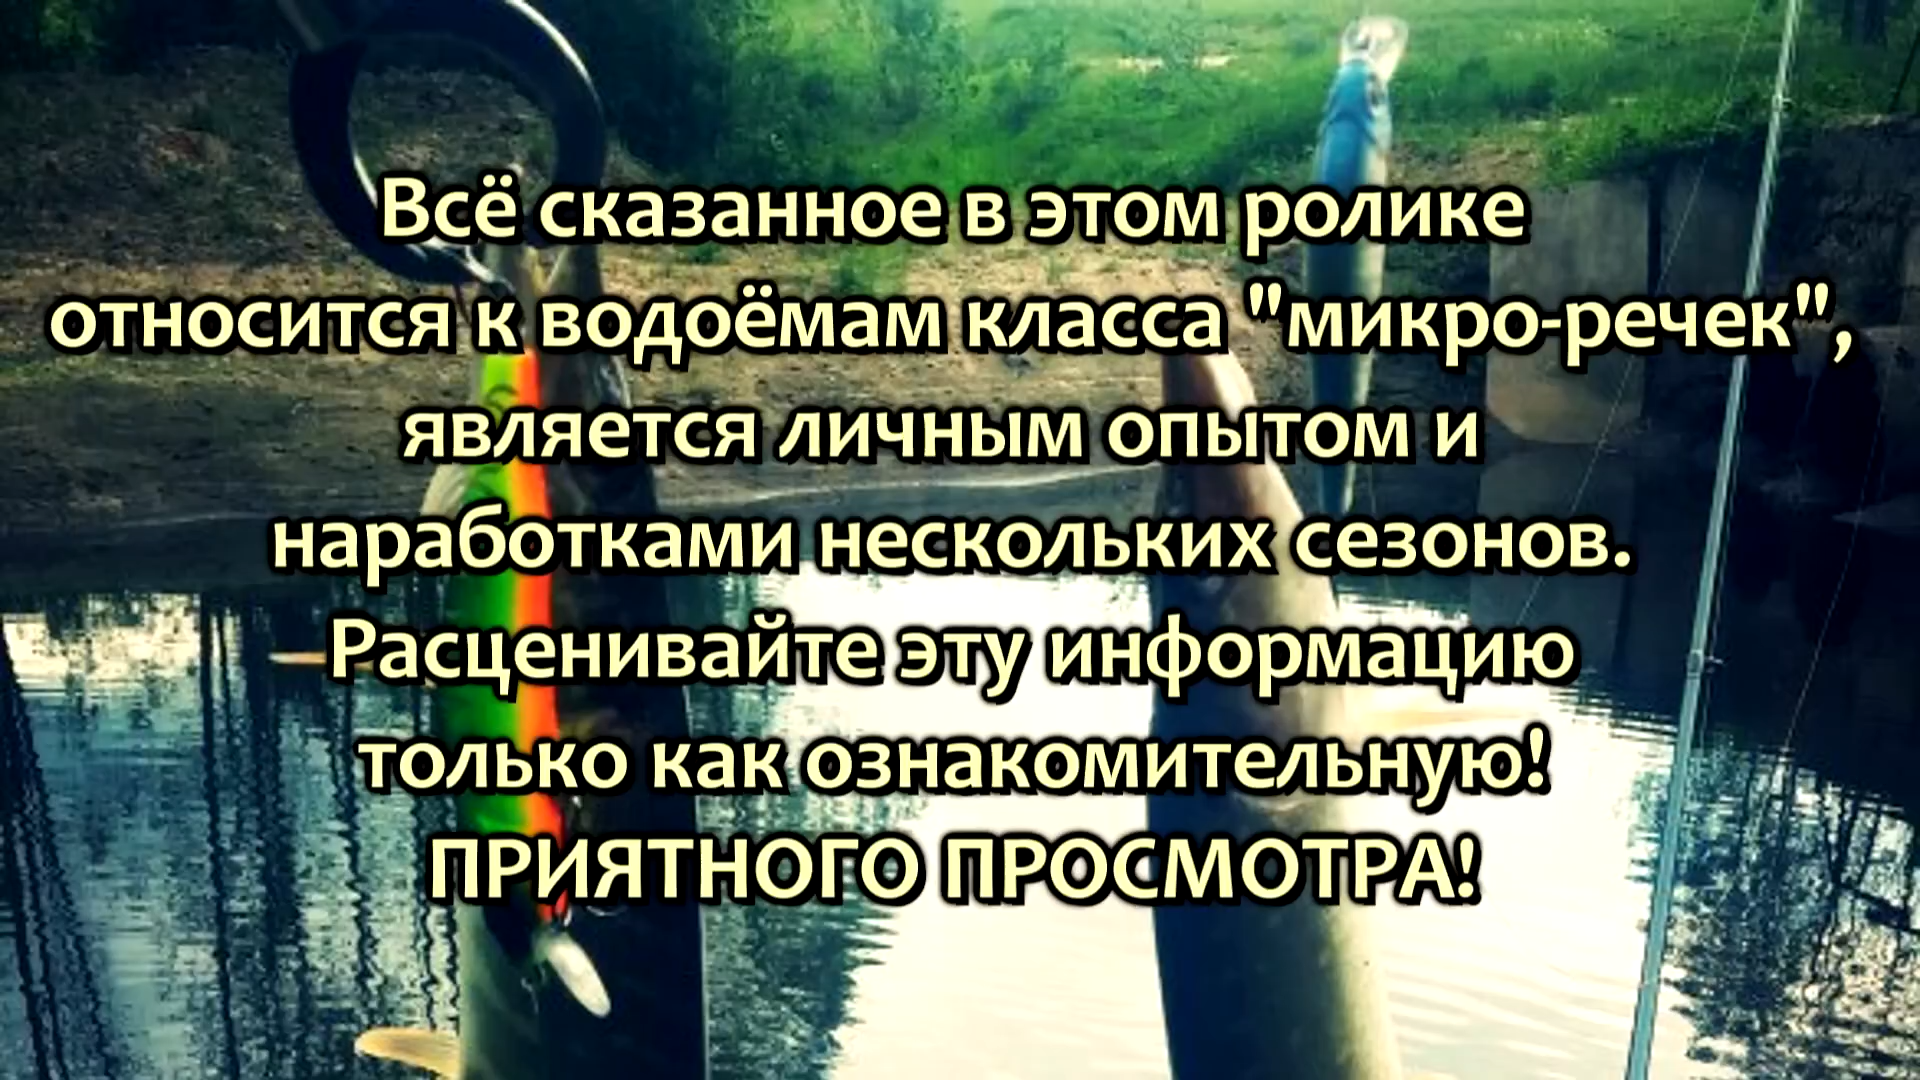 Всё сказанное в этом ролике
относится к водоёмам класса "микро-речек",
является личным опытом и
наработками нескольких сезонов.
Расценивайте эту информацию
только как ознакомительную!
ПРИЯТНОГО ПРОСМОТРА!